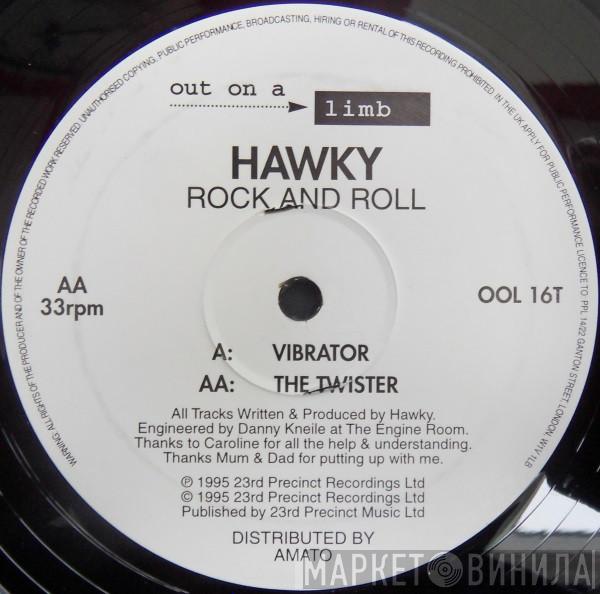 WARNING. ALL RIGHTS OF THE PRODUCER AND OF THE OWNER OF THE RECORDED WORK RESERVED. UNAUTHORISED COPYING, PUBLIC PERFORMANCE, BROADCASTING, HIRING OR RENTAL OF THIS RECORDING PROHIBITED. IN THE UK APPLY FOR PUBLIC PERFORMANCE LICENCE TO PPL 14/22 GANTON STREET, LONDON, W1V 1LB
out on a
limb
HAWKY
ROCK AND ROLL
AA
33rpm
OOL 16T
A: VIBRATOR
AA: THE TWiSTER
All Tracks Written & Produced by Hawky.
Engineered by Danny Kneile at The Engine Room.
Thanks to Caroline for all the help & understanding.
Thanks Mum & Dad for putting up with me.
℗ 1995 23rd Precinct Recordings Ltd
© 1995 23rd Precinct Recordings Ltd
Published by 23rd Precinct Music Ltd
DISTRIBUTED BY
AMATO
МАРКЕТ ВИНИЛА